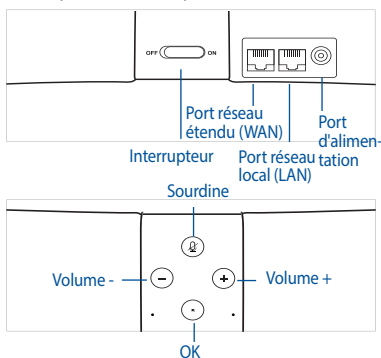 OFF ON
Port réseau
étendu (WAN)
Port
d'alimen-
tation
Interrupteur
Port réseau
local (LAN)
Sourdine
Volume -
Volume +
OK